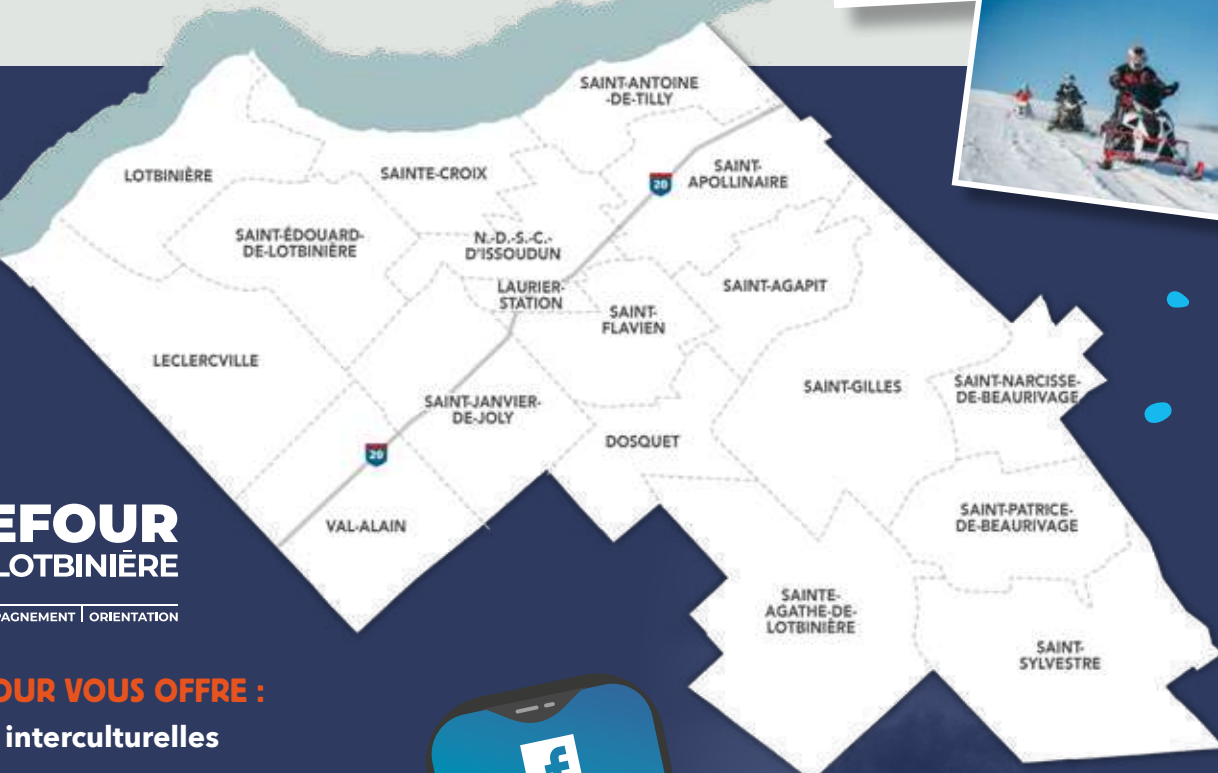 SAINT-ANTOINE
-DE-TILLY
LOTBINIÈRE
SAINTE-CROIX
20
SAINT-
APOLLINAIRE
SAINT-ÉDOUARD-
DE-LOTBINIÈRE
N.-D.-S.-C.-
D'ISSOUDUN
LAURIER-
STATION
SAINT-AGAPIT
SAINT-
FLAVIEN
LECLERCVILLE
SAINT-GILLES
SAINT-NARCISSE-
DE-BEAURIVAGE
SAINT-JANVIER-
DE-JOLY
DOSQUET
20
VAL-ALAIN
SAINT-PATRICE-
DE-BEAURIVAGE
SAINTE-
AGATHE-DE-
LOTBINIÈRE
SAINT-
SYLVESTRE
EFOUR
LOTBINIÈRE
PAGNEMENT | ORIENTATION
OUR VOUS OFFRE :
interculturelles
f